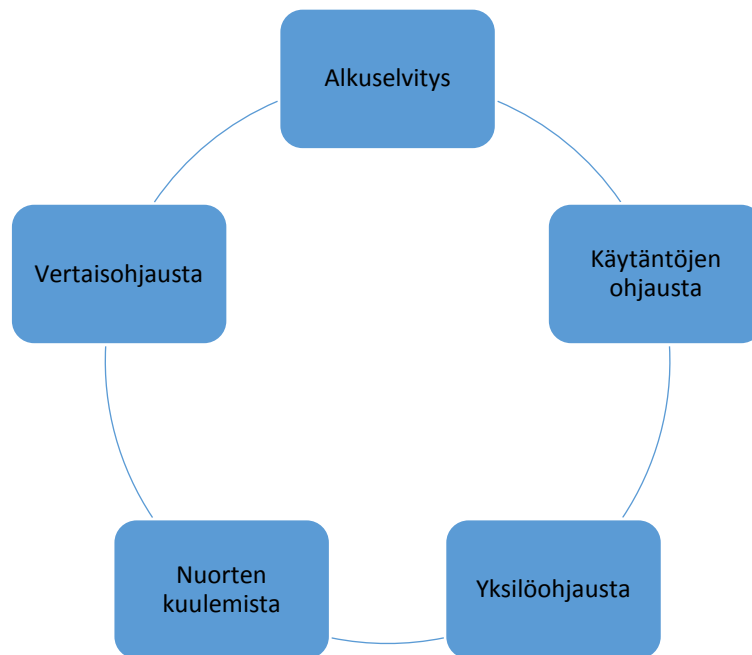 Alkuselvitys
Käytäntöjen
ohjausta
Yksilöohjausta
Nuorten
kuulemista
Vertaisohjausta